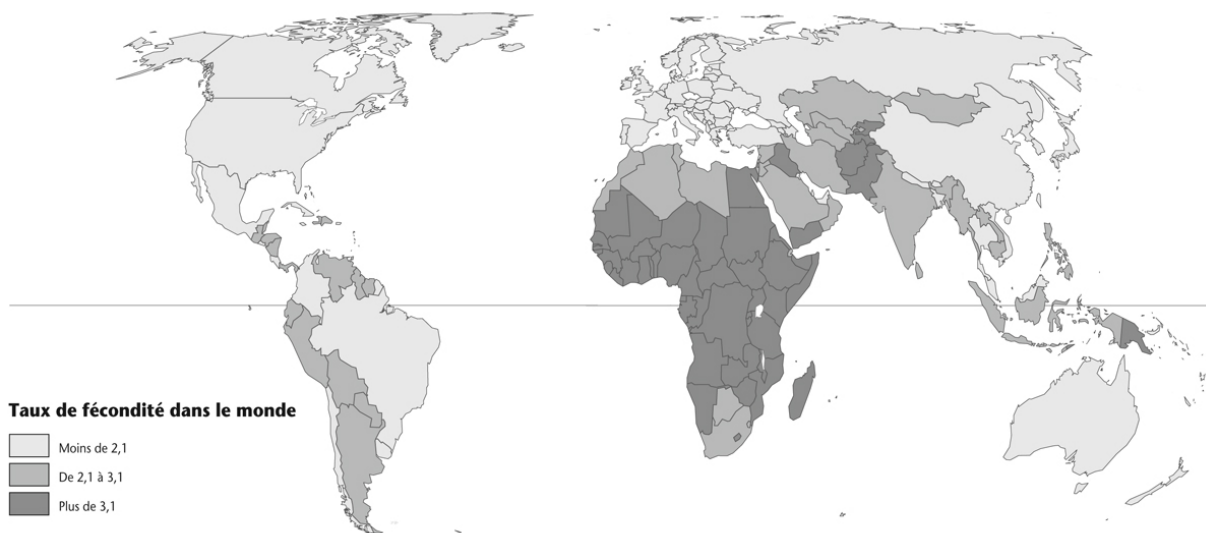 Taux de fécondité dans le monde
Moins de 2,1
De 2,1 à 3,1
Plus de 3,1